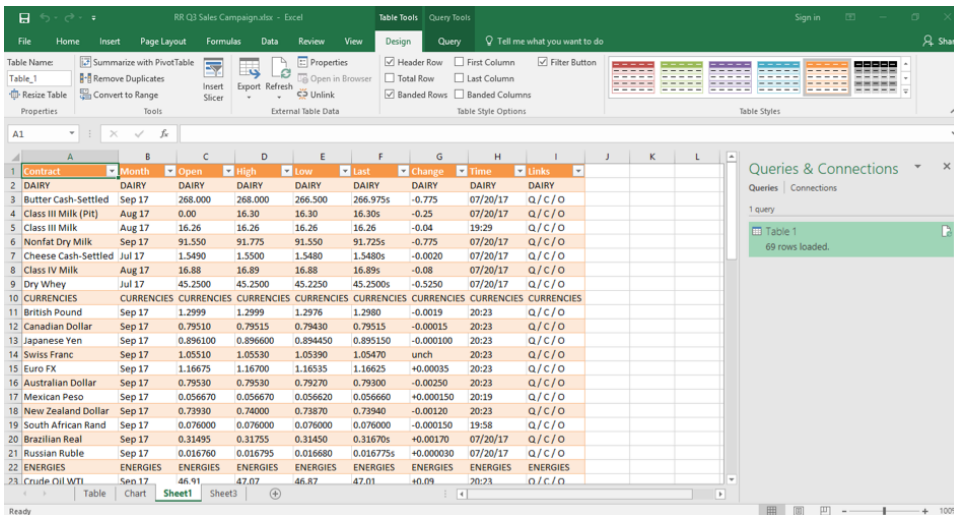 RR Q3 Sales Campaign.xlsx - Excel
Table Tools
Query Tools
Sign in
File Home Insert Page Layout Formulas Data Review View Design Query Tell me what you want to do
Table Name:
Summarize with PivotTable
Properties
Header Row First Column Filter Button
Table_1
Remove Duplicates
Open in Browser
Total Row Last Column
Resize Table
Convert to Range
Insert Slicer
Export Refresh
Unlink
Banded Rows Banded Columns
Properties Tools External Table Data Table Style Options Table Styles
A1 fx
A B C D E F G H I J K L
1 Contract Month Open High Low Last Change Time Links
2 DAIRY DAIRY DAIRY DAIRY DAIRY DAIRY DAIRY DAIRY DAIRY
3 Butter Cash-Settled Sep 17 268.000 268.000 266.500 266.975s -0.775 07/20/17 Q / C / O
4 Class III Milk (Pit) Aug 17 0.00 16.30 16.30 16.30s -0.25 07/20/17 Q / C / O
5 Class III Milk Aug 17 16.26 16.26 16.26 16.26 -0.04 19:29 Q / C / O
6 Nonfat Dry Milk Sep 17 91.550 91.775 91.550 91.725s -0.775 07/20/17 Q / C / O
7 Cheese Cash-Settled Jul 17 1.5490 1.5500 1.5480 1.5480s -0.0020 07/20/17 Q / C / O
8 Class IV Milk Aug 17 16.88 16.89 16.88 16.89s -0.08 07/20/17 Q / C / O
9 Dry Whey Jul 17 45.2500 45.2500 45.2250 45.2500s -0.5250 07/20/17 Q / C / O
10 CURRENCIES CURRENCIES CURRENCIES CURRENCIES CURRENCIES CURRENCIES CURRENCIES CURRENCIES CURRENCIES
11 British Pound Sep 17 1.2999 1.2999 1.2976 1.2980 -0.0019 20:23 Q / C / O
12 Canadian Dollar Sep 17 0.79510 0.79515 0.79430 0.79515 -0.00015 20:23 Q / C / O
13 Japanese Yen Sep 17 0.896100 0.896600 0.894450 0.895150 -0.000100 20:23 Q / C / O
14 Swiss Franc Sep 17 1.05510 1.05530 1.05390 1.05470 unch 20:23 Q / C / O
15 Euro FX Sep 17 1.16675 1.16700 1.16535 1.16625 +0.00035 20:23 Q / C / O
16 Australian Dollar Sep 17 0.79530 0.79530 0.79270 0.79300 -0.00250 20:23 Q / C / O
17 Mexican Peso Sep 17 0.056670 0.056670 0.056620 0.056660 +0.000150 20:19 Q / C / O
18 New Zealand Dollar Sep 17 0.73930 0.74000 0.73870 0.73940 -0.00120 20:23 Q / C / O
19 South African Rand Sep 17 0.076000 0.076000 0.076000 0.076000 -0.000150 19:58 Q / C / O
20 Brazilian Real Sep 17 0.31495 0.31755 0.31450 0.31670s +0.00170 07/20/17 Q / C / O
21 Russian Ruble Sep 17 0.016760 0.016795 0.016680 0.016775s +0.000030 07/20/17 Q / C / O
22 ENERGIES ENERGIES ENERGIES ENERGIES ENERGIES ENERGIES ENERGIES ENERGIES ENERGIES
23 Crude Oil WTI Sep 17 46.91 47.07 46.87 47.01 +0.09 20:23 Q / C / O
Queries & Connections
Queries Connections
1 query
Table 1
69 rows loaded.
Table Chart Sheet1 Sheet3
Ready